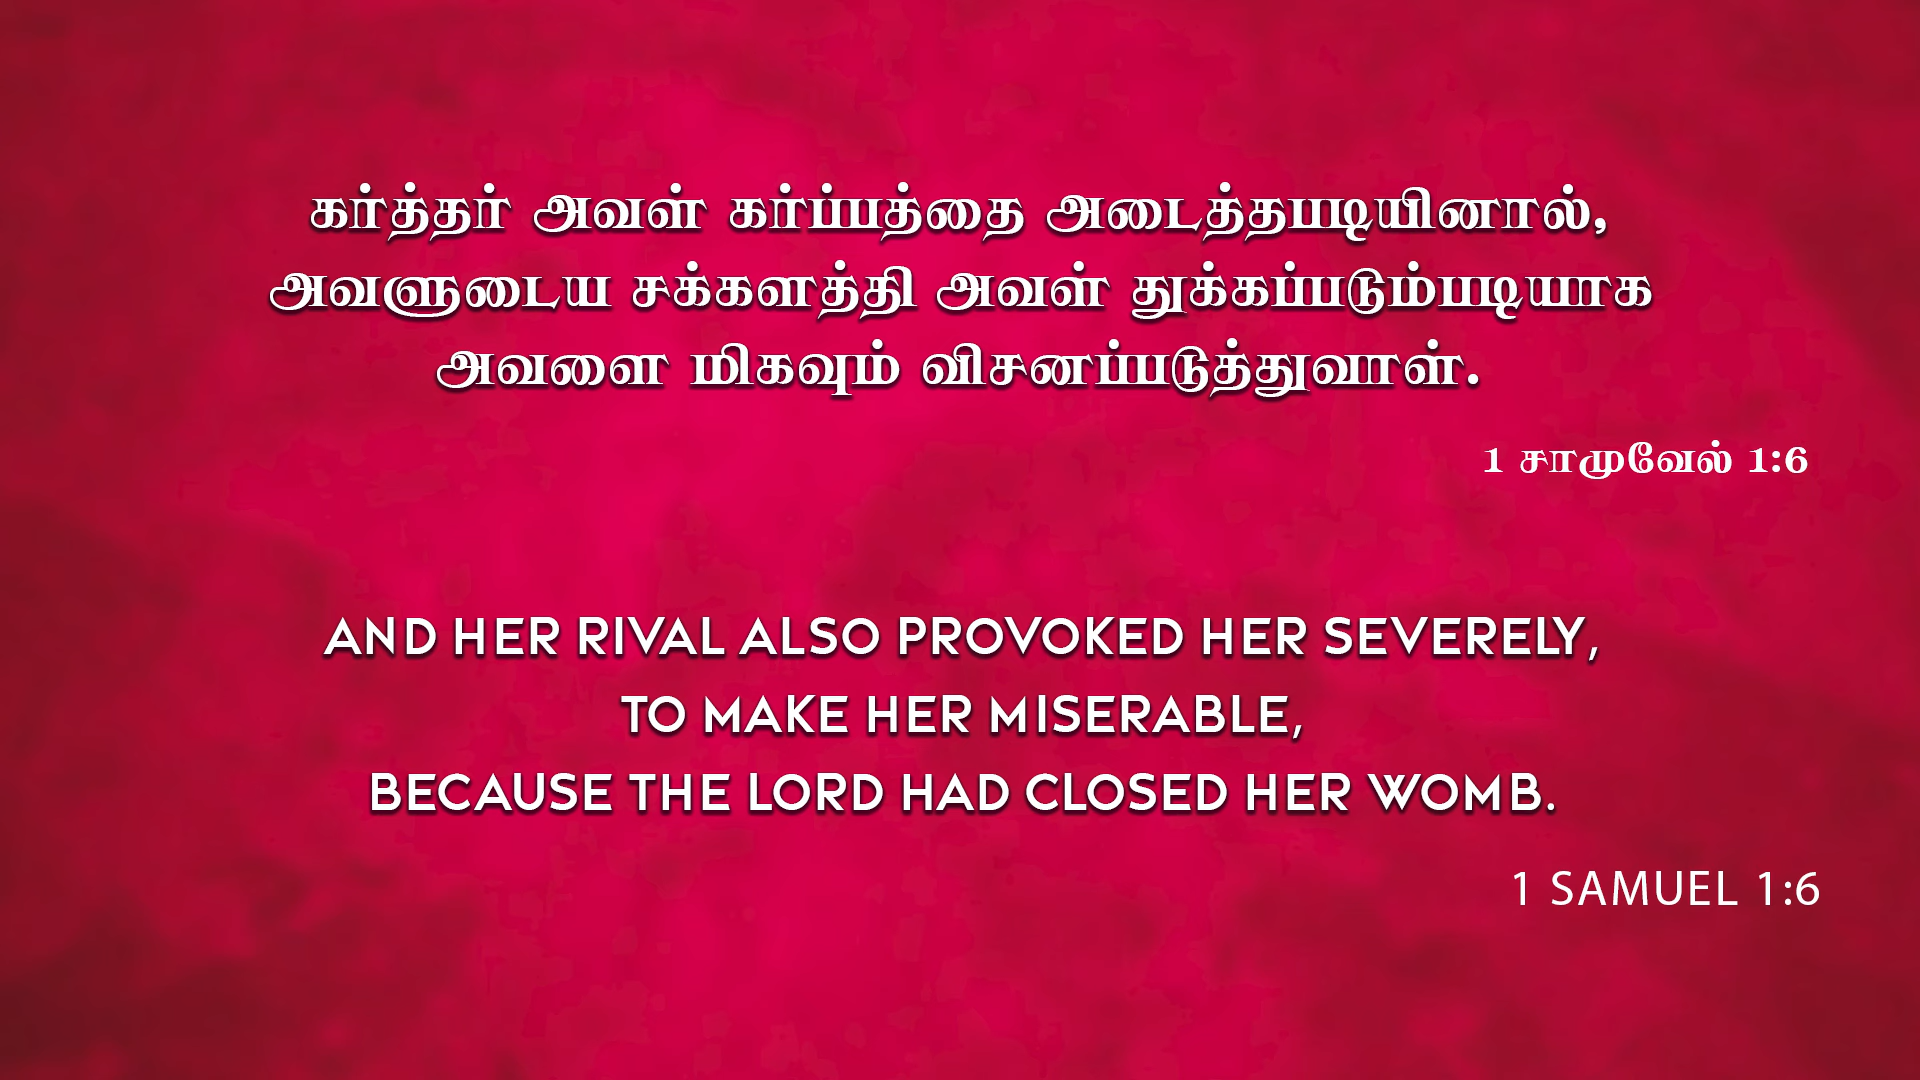 கர்த்தர் அவள் கர்ப்பத்தை அடைத்தபடியினால்,
அவளுடைய சக்களத்தி அவள் துக்கப்படும்படியாக
அவளை மிகவும் விசனப்படுத்துவாள்.
1 சாமுவேல் 1:6
AND HER RIVAL ALSO PROVOKED HER SEVERELY,
TO MAKE HER MISERABLE,
BECAUSE THE LORD HAD CLOSED HER WOMB.
1 SAMUEL 1:6